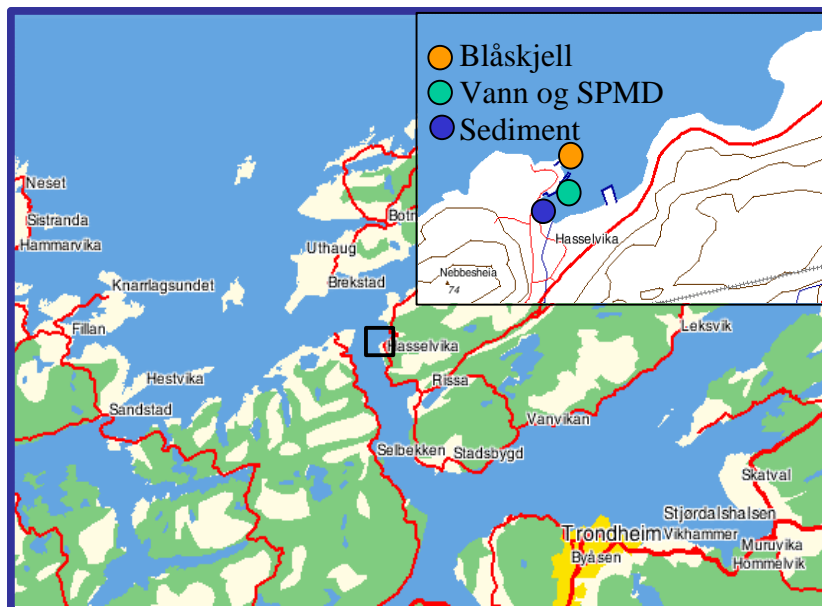 Blåskjell
Vann og SPMD
Sediment
Hasselvika
Nebbesheia
74
Neset
Sistranda
Hammarvika
Botn
Uthaug
Brekstad
Knarrlagsundet
Fillan
Hestvika
Sandstad
Hasselvika
Leksvik
Rissa
Vanvikan
Selbekken
Stadsbygd
Skatval
Stjørdalshalsen
Trondheim
Vikhammer
Muruvika
Byåsen
Hommelvik